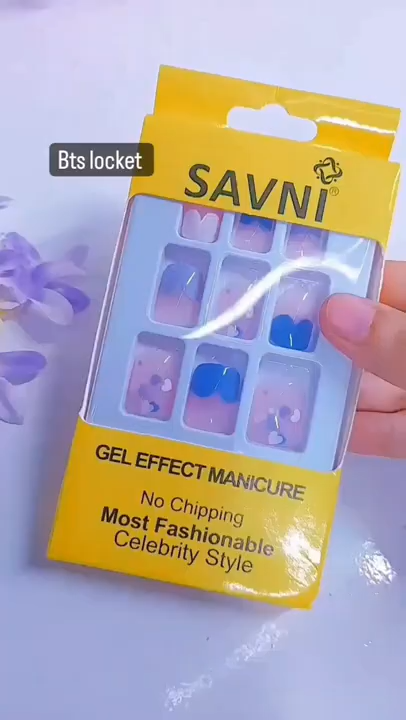 Bts locket
SAVNI®
GEL EFFECT MANICURE
No Chipping
Most Fashionable
Celebrity Style